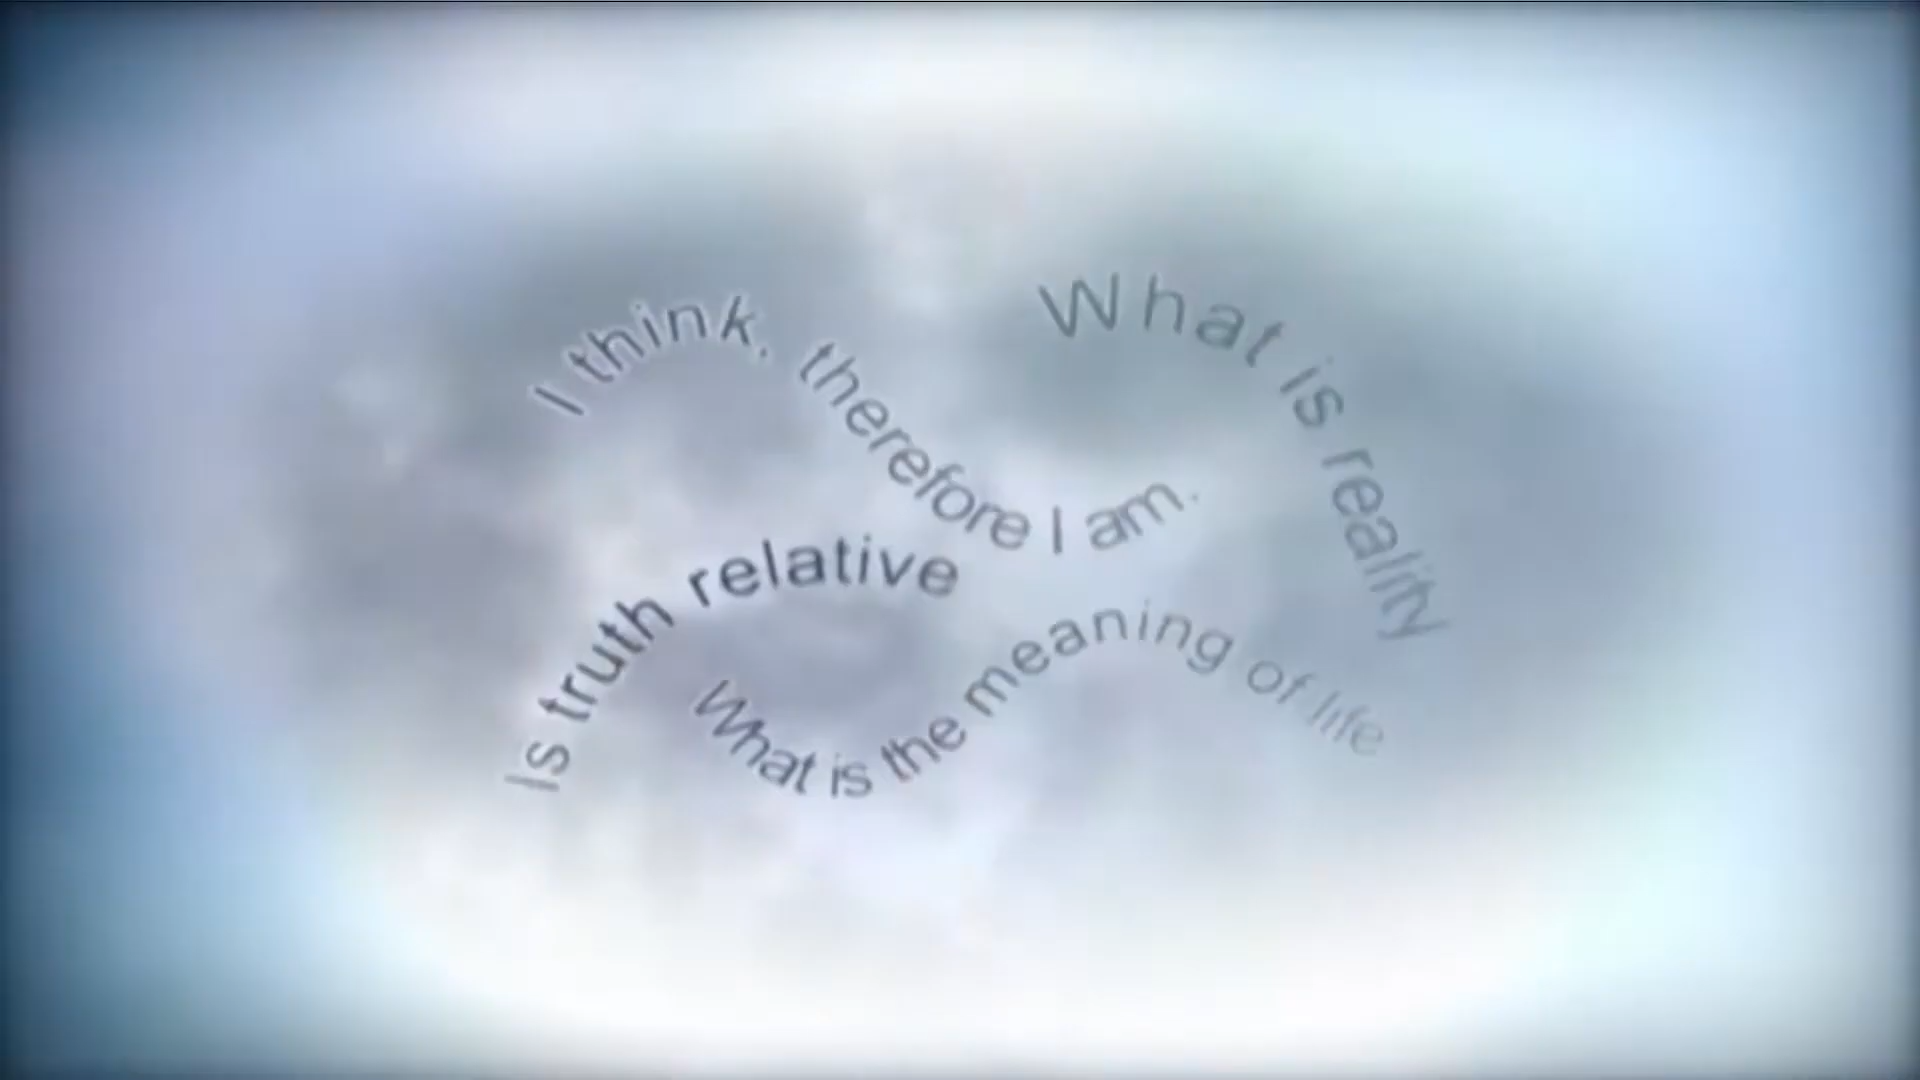 I think, therefore I am.
What is reality
Is truth relative
What is the meaning of life